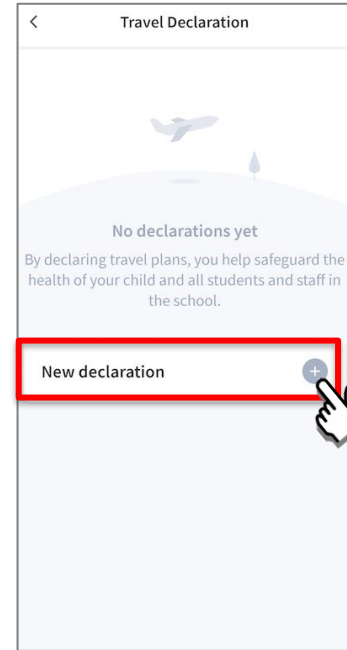 Travel Declaration
No declarations yet
By declaring travel plans, you help safeguard the
health of your child and all students and staff in
the school.
New declaration